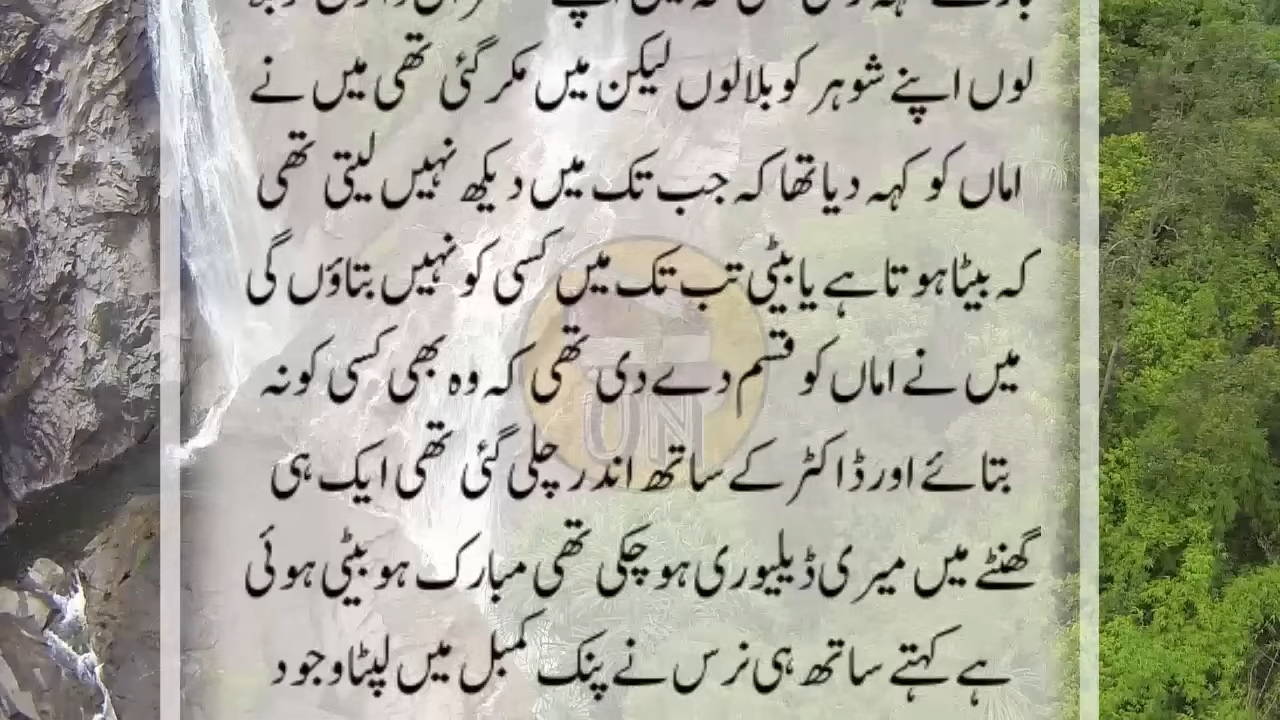 لوں اپنے شوہر کو بلالوں لیکن میں مکر گئی تھی میں نے
اماں کو کہہ دیا تھا کہ جب تک میں دیکھ نہیں لیتی تھی
کہ بیٹا ہوتا ہے یا بیٹی تب تک میں کسی کو نہیں بتاؤں گی
میں نے اماں کو قسم دے دی تھی کہ وہ بھی کسی کو نہ
بتائے اور ڈاکٹر کے ساتھ اندر چلی گئی تھی ایک ہی
گھنٹے میں میری ڈیلیوری ہو چکی تھی مبارک ہو بیٹی ہوئی
ہے کہتے ساتھ ہی نرس نے پنک کمبل میں لپٹا وجود
UN